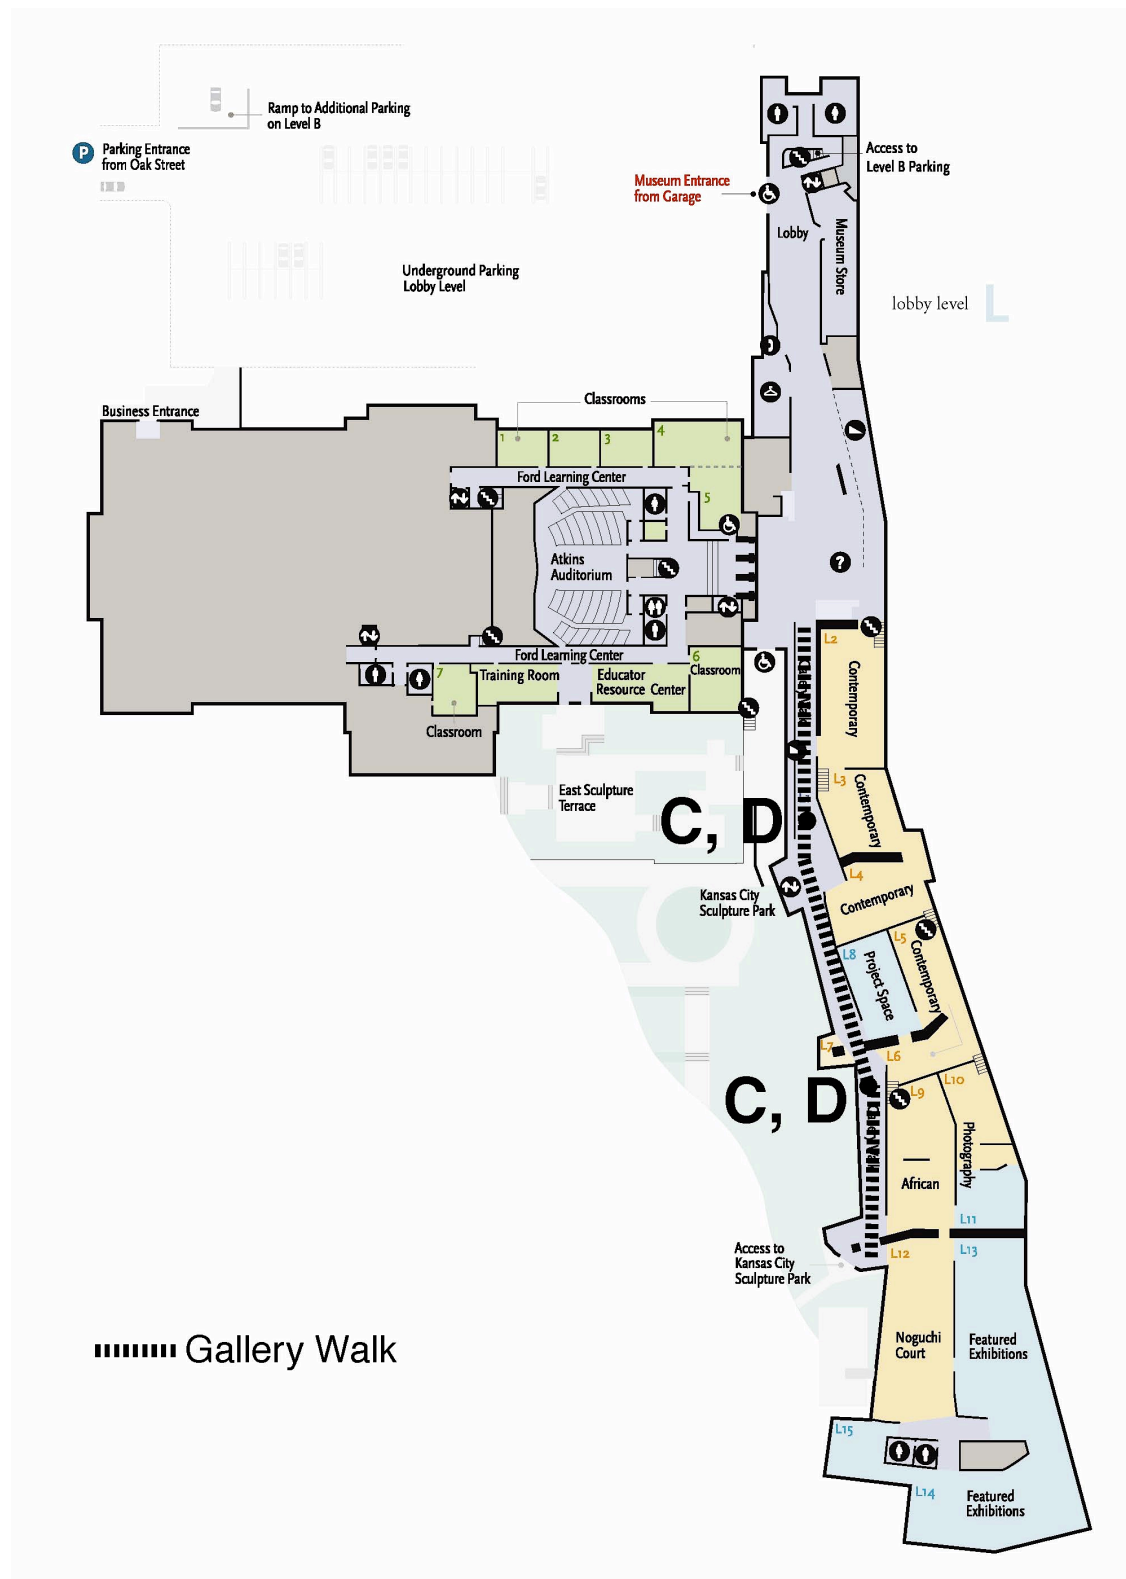 Ramp to Additional Parking
on Level B
P
Parking Entrance
from Oak Street
Access to
Level B Parking
Museum Entrance
from Garage
Lobby
Museum Store
Underground Parking
Lobby Level
lobby level L
Business Entrance
Classrooms
1
2
3
4
Ford Learning Center
5
Atkins
Auditorium
?
L2
Ford Learning Center
6
Classroom
7
Training Room
Educator
Resource Center
Contemporary
Gallery Walk
Classroom
L3
Contemporary
East Sculpture
Terrace
C, D
L4
Contemporary
Kansas City
Sculpture Park
L5
Contemporary
L8
Project Space
L7
L6
L10
L9
C, D
Gallery Walk
Photography
African
L11
L12
L13
Access to
Kansas City
Sculpture Park
Gallery Walk
Noguchi
Court
Featured
Exhibitions
L15
L14
Featured
Exhibitions